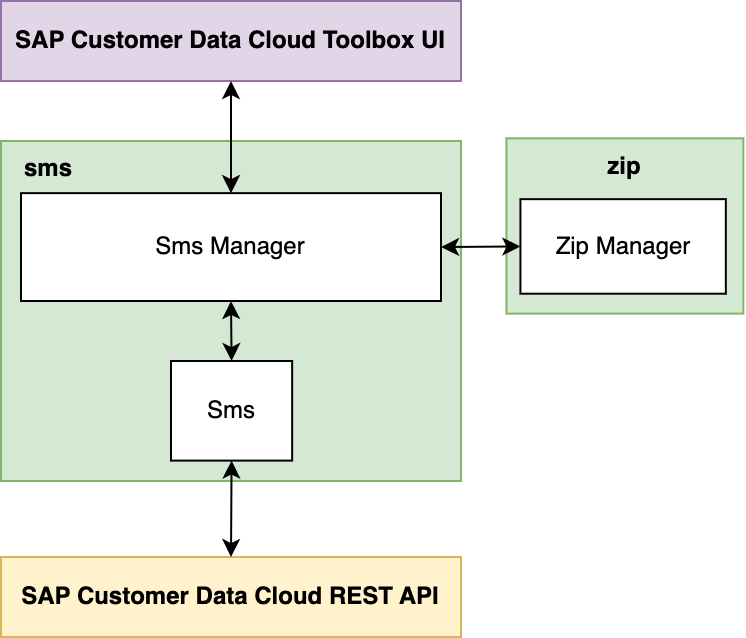 SAP Customer Data Cloud Toolbox UI
sms
zip
Sms Manager
Zip Manager
Sms
SAP Customer Data Cloud REST API